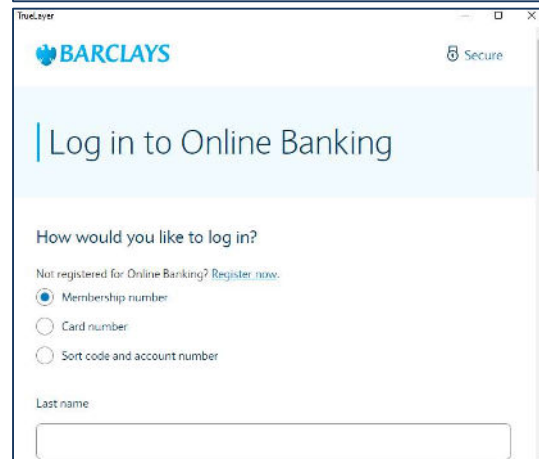 TrueLayer
BARCLAYS
Secure
Log in to Online Banking
How would you like to log in?
Not registered for Online Banking? Register now.
Membership number
Card number
Sort code and account number
Last name